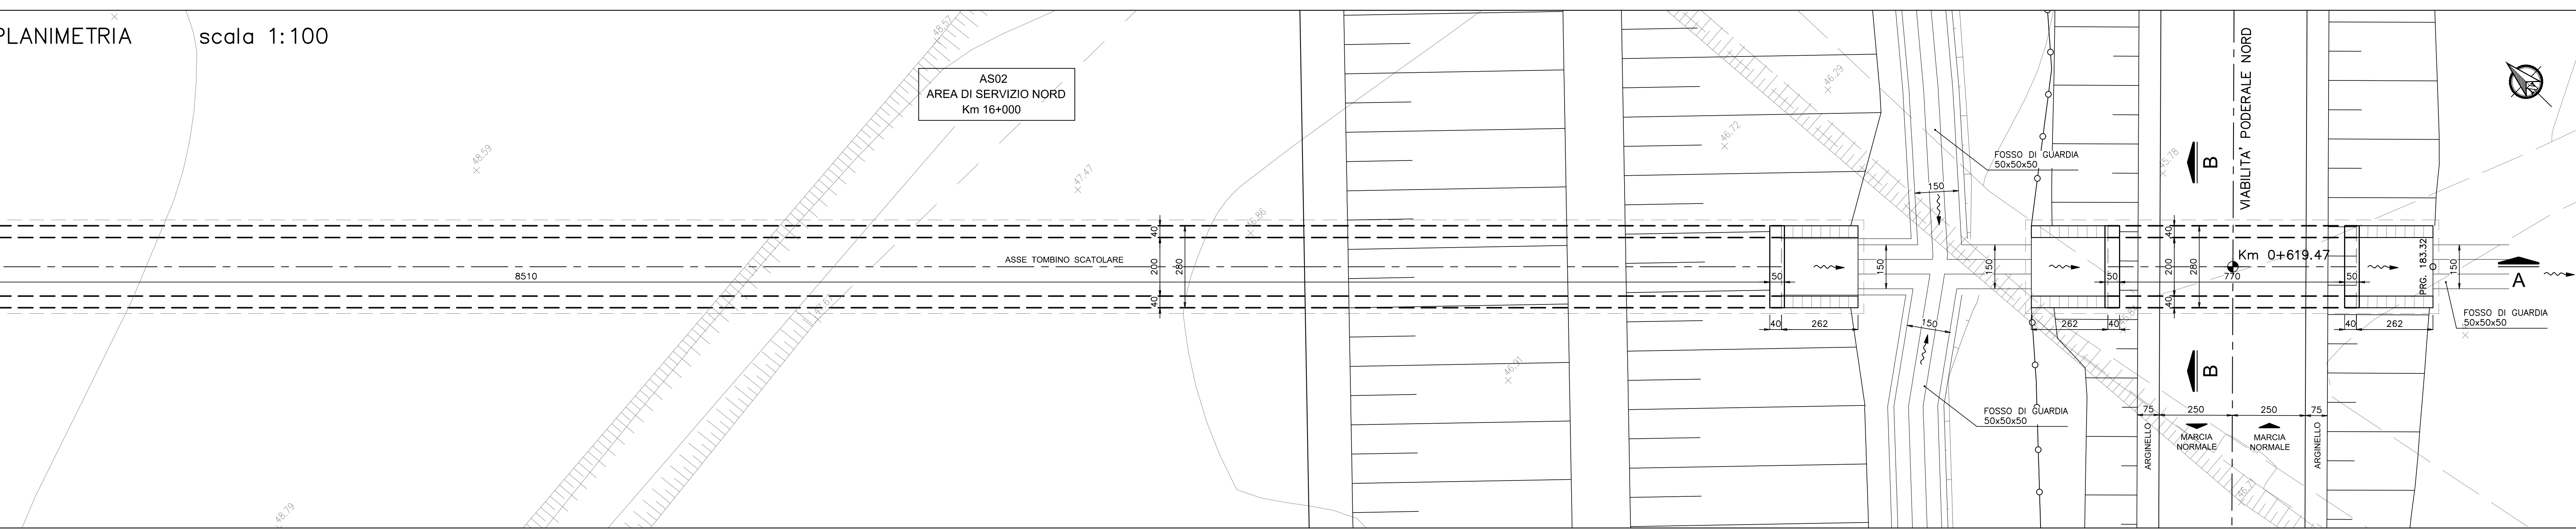 PLANIMETRIA scala 1:100
48.57
AS02
AREA DI SERVIZIO NORD
Km 16+000
48.59
47.47
46.86
46.72
46.29
45.78
FOSSO DI GUARDIA
50x50x50
150
B
VIABILITA' PODERALE NORD
40
200
280
40
ASSE TOMBINO SCATOLARE
8510
50
150
150
50
40
200
280
40
Km 0+619.47
770
50
PRG. 183.32
150
A
40
262
150
262
40
40
262
FOSSO DI GUARDIA
50x50x50
46.91
B
FOSSO DI GUARDIA
50x50x50
75
250
250
75
ARGINELLO
MARCIA
NORMALE
MARCIA
NORMALE
ARGINELLO
48.79